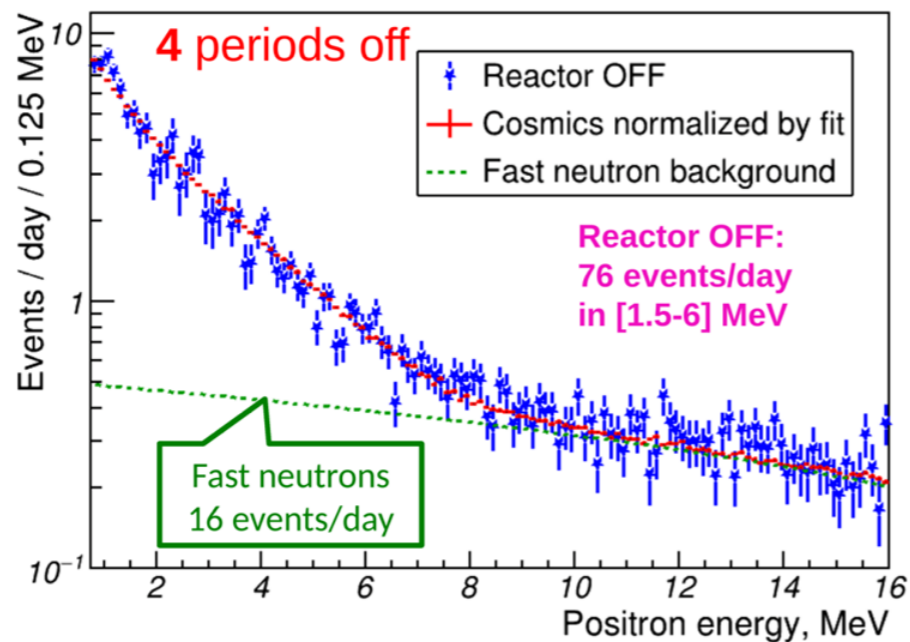 4 periods off
Reactor OFF
Cosmics normalized by fit
Fast neutron background
Reactor OFF:
76 events/day
in [1.5-6] MeV
Fast neutrons
16 events/day
Events / day / 0.125 MeV
10
1
10⁻¹
2 4 6 8 10 12 14 16
Positron energy, MeV